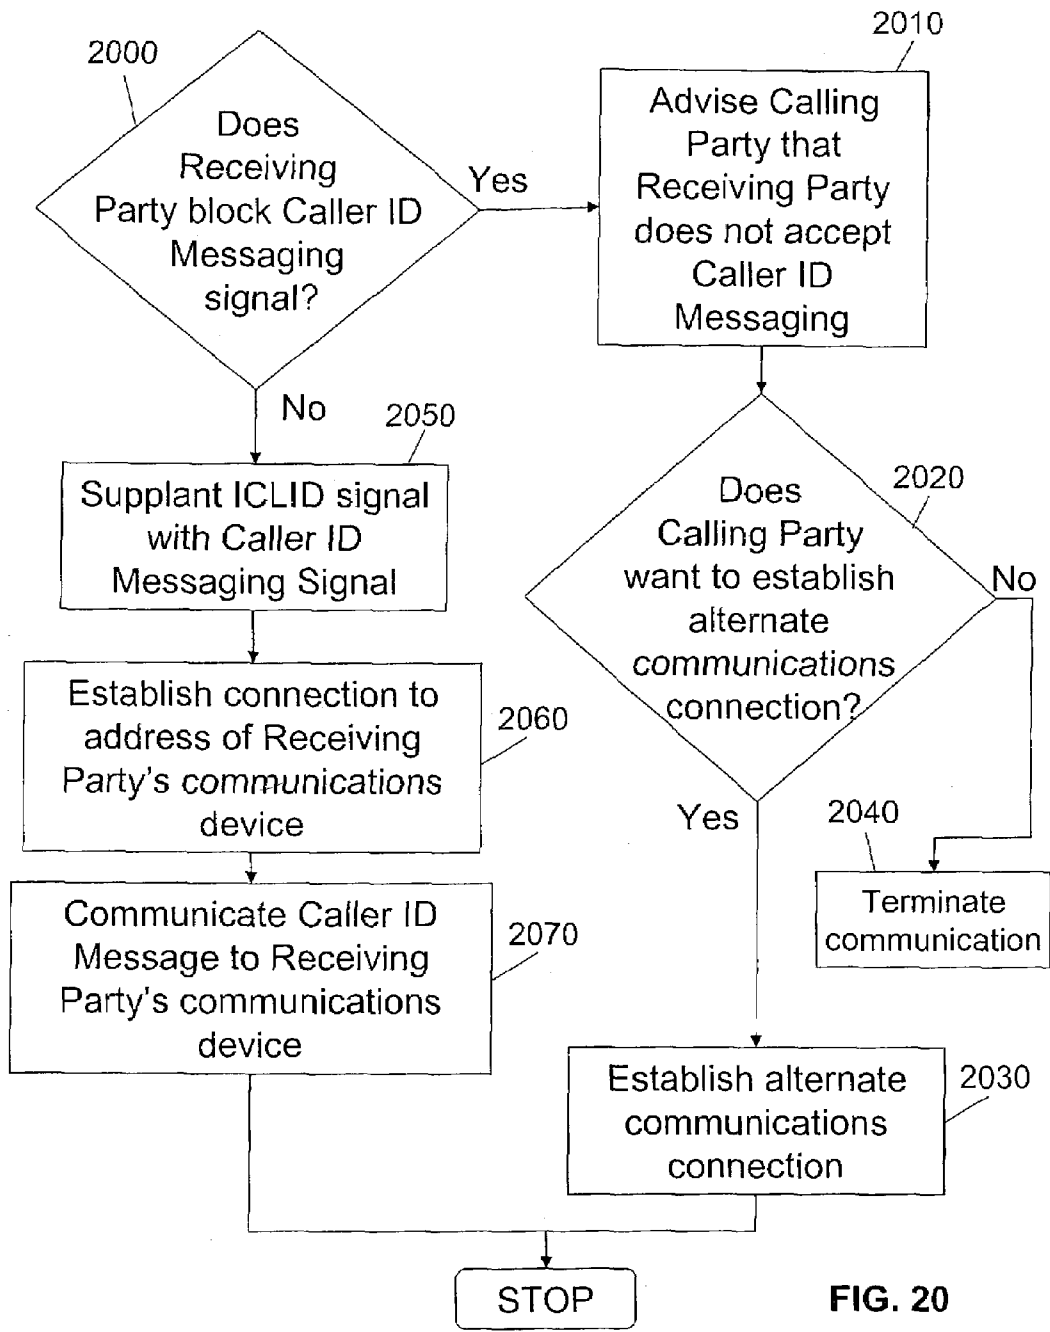 2000
Does
Receiving
Party block Caller ID
Messaging
signal?
Yes
No
2010
Advise Calling
Party that
Receiving Party
does not accept
Caller ID
Messaging
2020
Does
Calling Party
want to establish
alternate
communications
connection?
No
Yes
2050
Supplant ICLID signal
with Caller ID
Messaging Signal
2060
Establish connection to
address of Receiving
Party's communications
device
2070
Communicate Caller ID
Message to Receiving
Party's communications
device
2040
Terminate
communication
2030
Establish alternate
communications
connection
STOP
FIG. 20